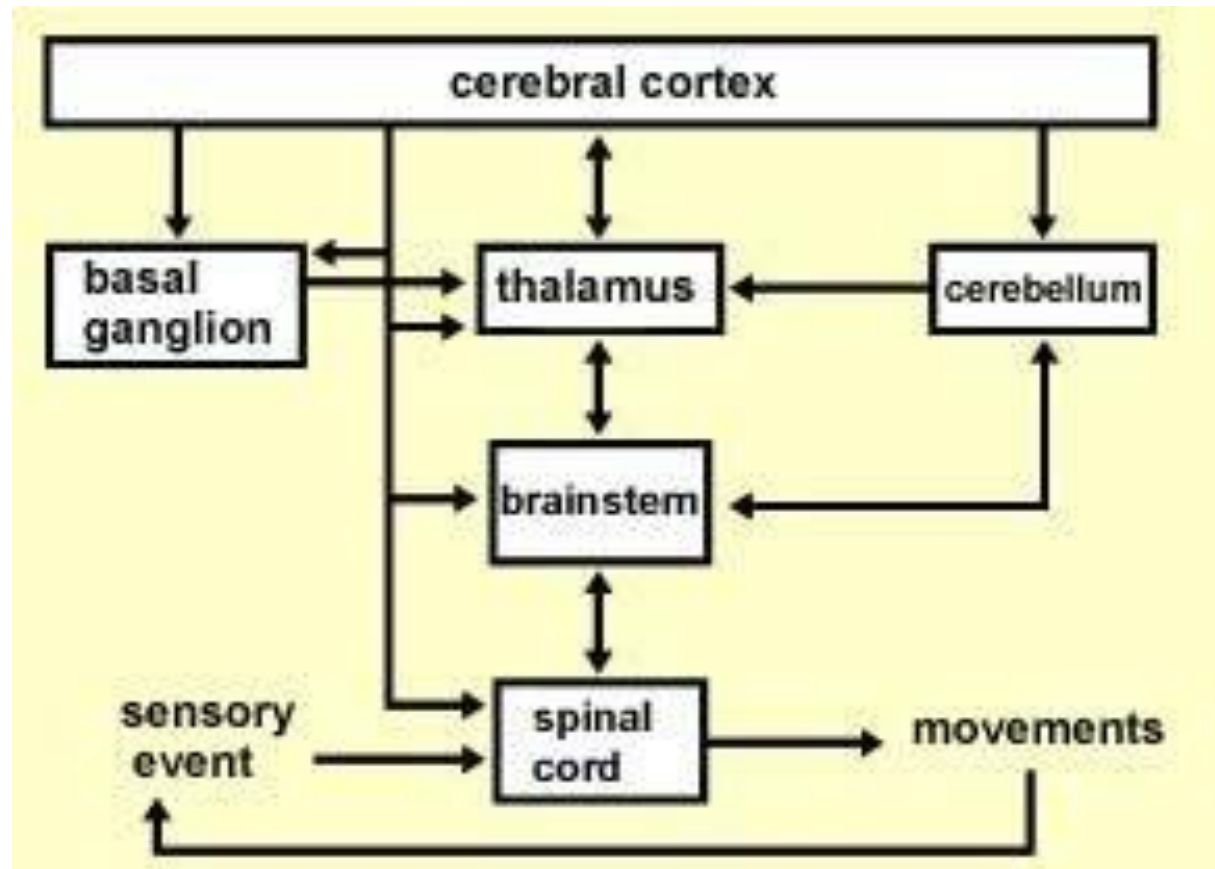 cerebral cortex
basal
ganglion
thalamus
cerebellum
brainstem
sensory
event
spinal
cord
movements